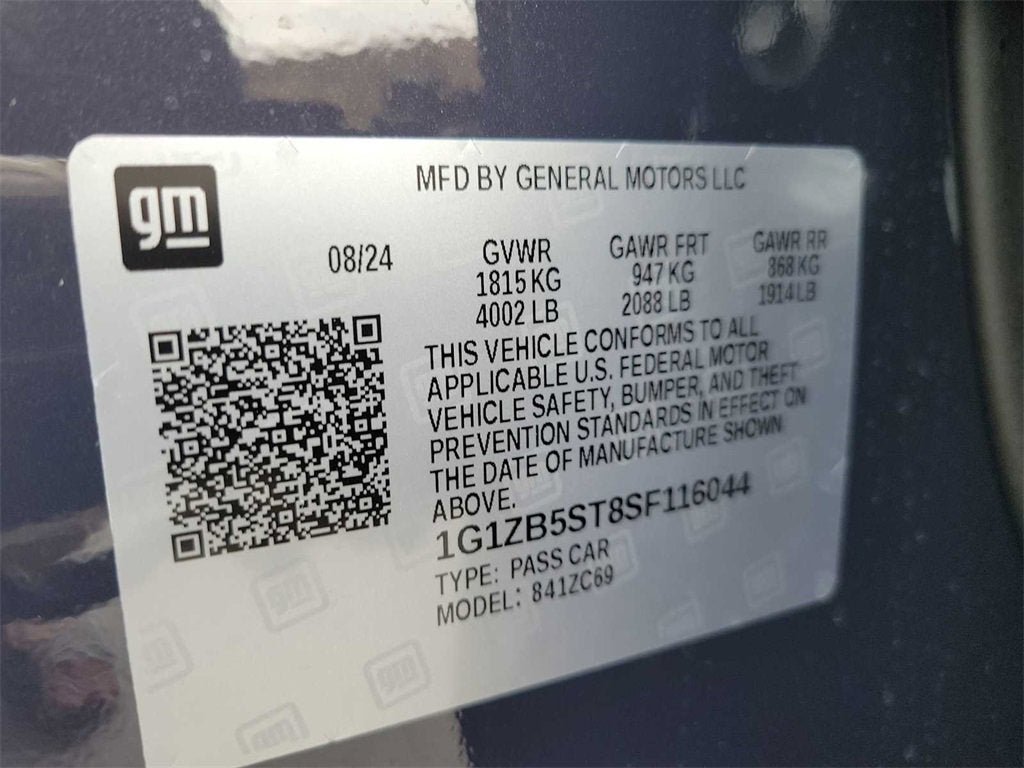 gm
MFD BY GENERAL MOTORS LLC
08/24
GVWR GAWR FRT GAWR RR
1815 KG 947 KG 868 KG
4002 LB 2088 LB 1914 LB
THIS VEHICLE CONFORMS TO ALL
APPLICABLE U.S. FEDERAL MOTOR
VEHICLE SAFETY, BUMPER, AND THEFT
PREVENTION STANDARDS IN EFFECT ON
THE DATE OF MANUFACTURE SHOWN
ABOVE.
1G1ZB5ST8SF116044
TYPE: PASS CAR
MODEL: 841ZC69